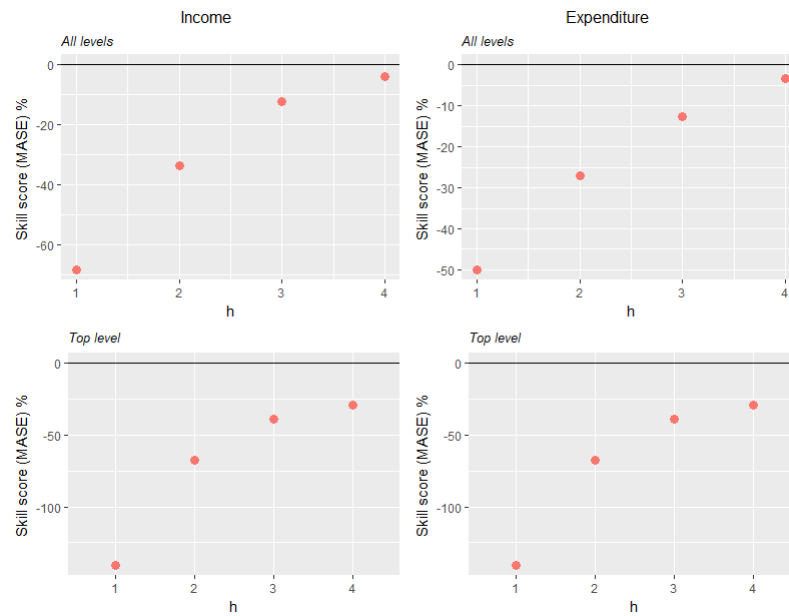 Income
All levels
0
-20
-40
-60
Skill score (MASE) %
1 2 3 4
h
Expenditure
All levels
0
-10
-20
-30
-40
-50
Skill score (MASE) %
1 2 3 4
h
Top level
0
-50
-100
Skill score (MASE) %
1 2 3 4
h
Top level
0
-50
-100
Skill score (MASE) %
1 2 3 4
h